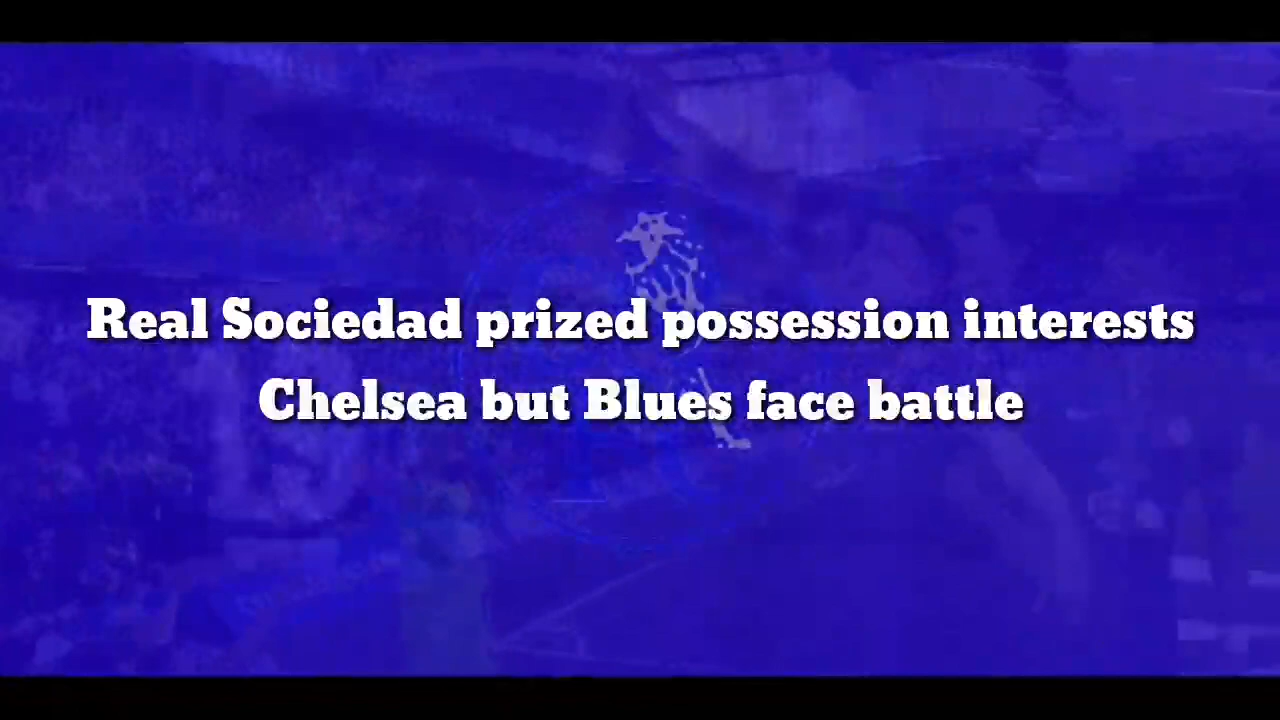 Real Sociedad prized possession interests
Chelsea but Blues face battle